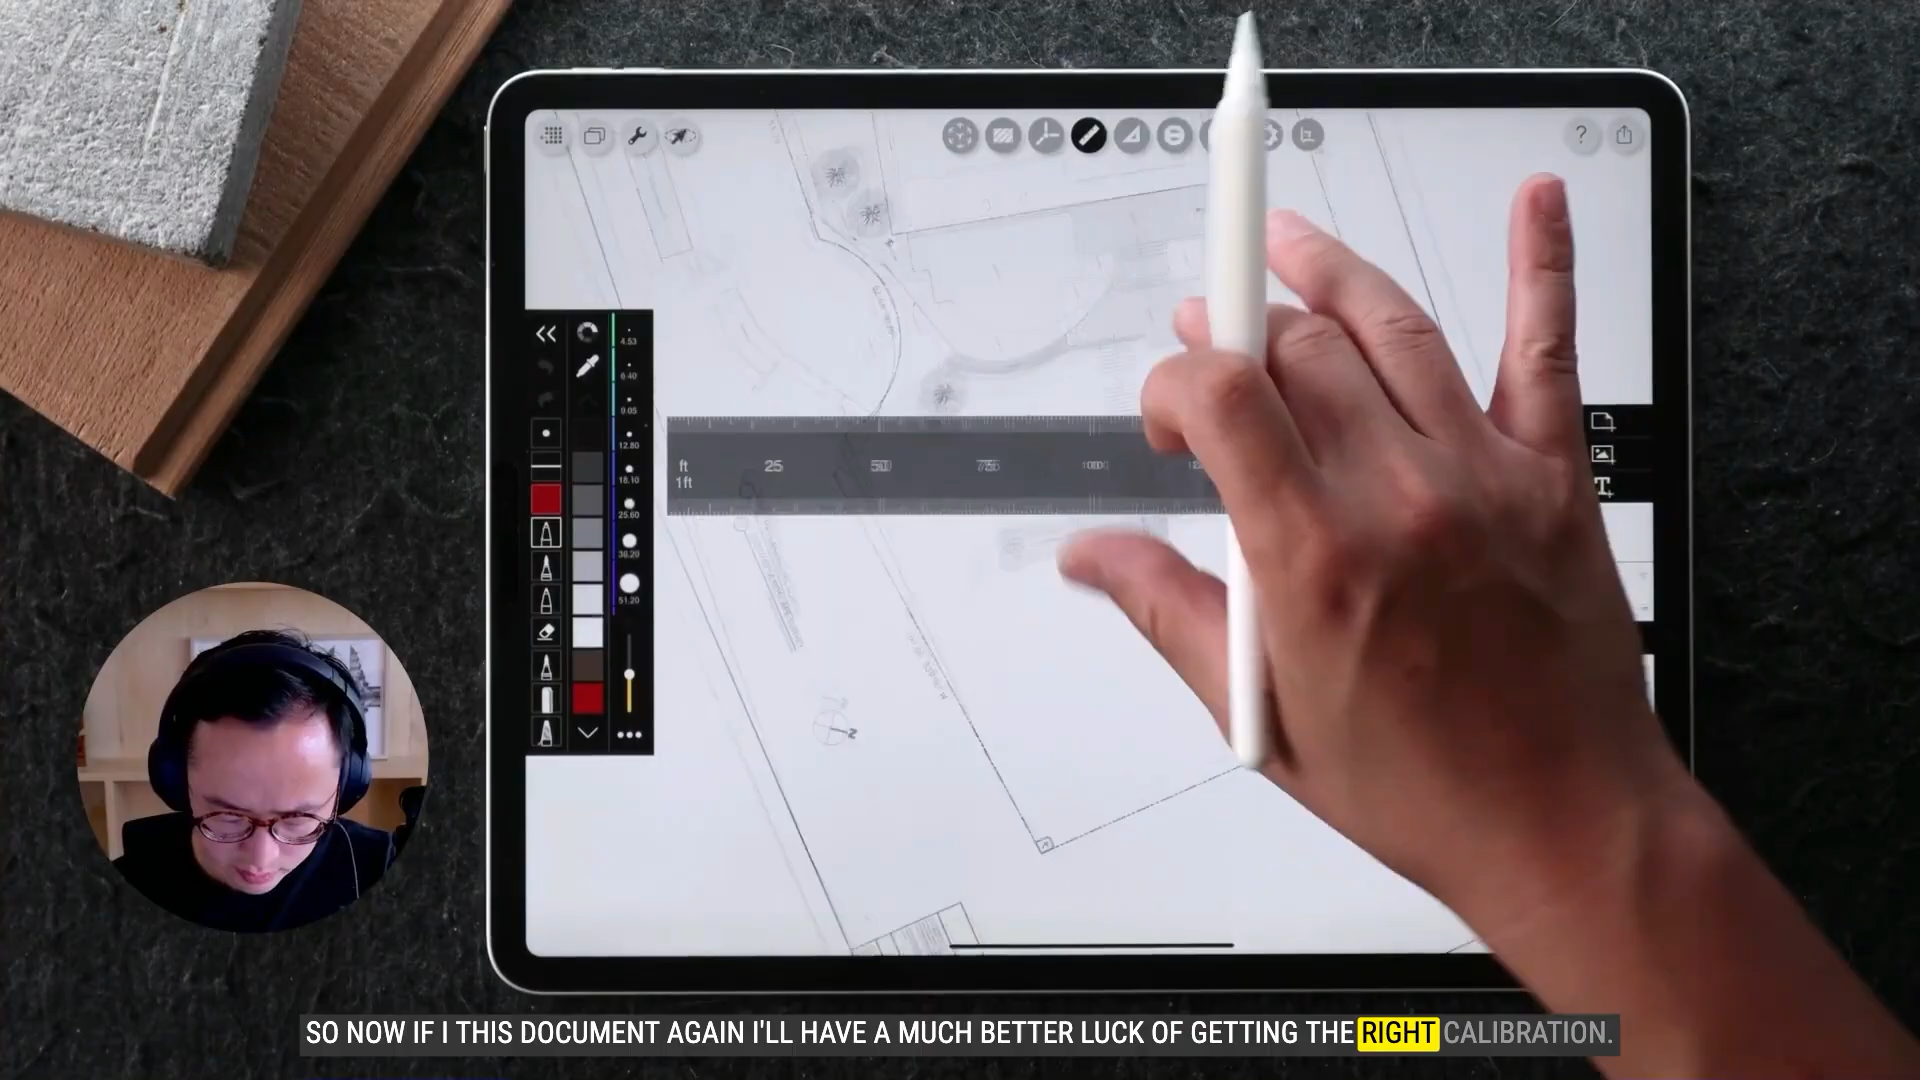 ?
4.53
6.40
9.05
12.80
18.10
25.60
36.20
51.20
ft 25 50 75 100
1ft
T
N
SO NOW IF I THIS DOCUMENT AGAIN I'LL HAVE A MUCH BETTER LUCK OF GETTING THE RIGHT CALIBRATION.